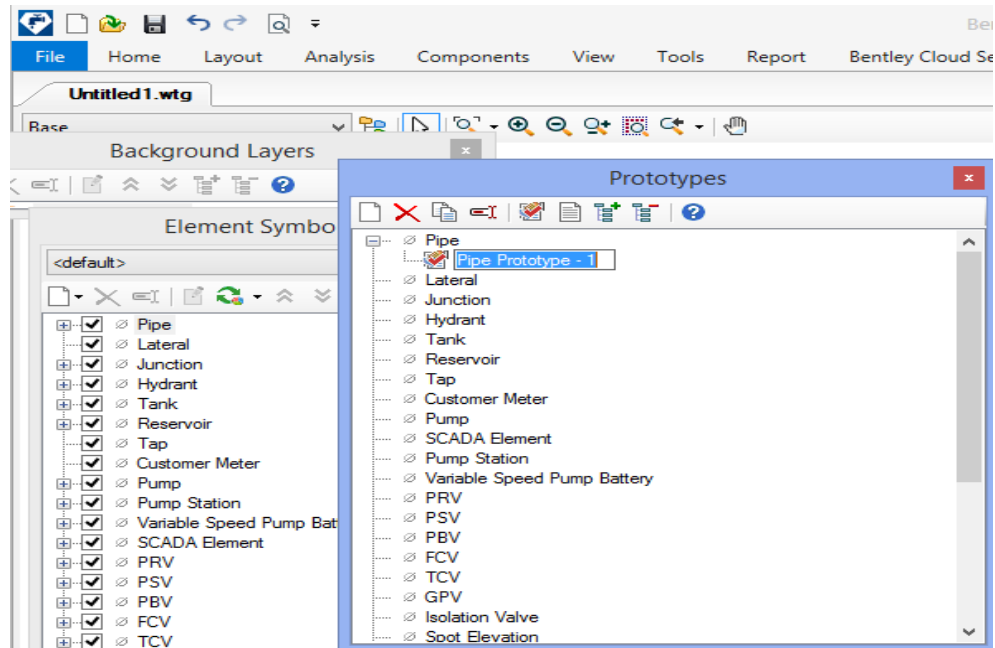 Ben
File Home Layout Analysis Components View Tools Report Bentley Cloud Se
Untitled1.wtg
Base
Background Layers
Prototypes
Element Symbo
<default>
Pipe
Lateral
Junction
Hydrant
Tank
Reservoir
Tap
Customer Meter
Pump
Pump Station
Variable Speed Pump Bat
SCADA Element
PRV
PSV
PBV
FCV
TCV
Pipe
Pipe Prototype - 1
Lateral
Junction
Hydrant
Tank
Reservoir
Tap
Customer Meter
Pump
SCADA Element
Pump Station
Variable Speed Pump Battery
PRV
PSV
PBV
FCV
TCV
GPV
Isolation Valve
Spot Elevation